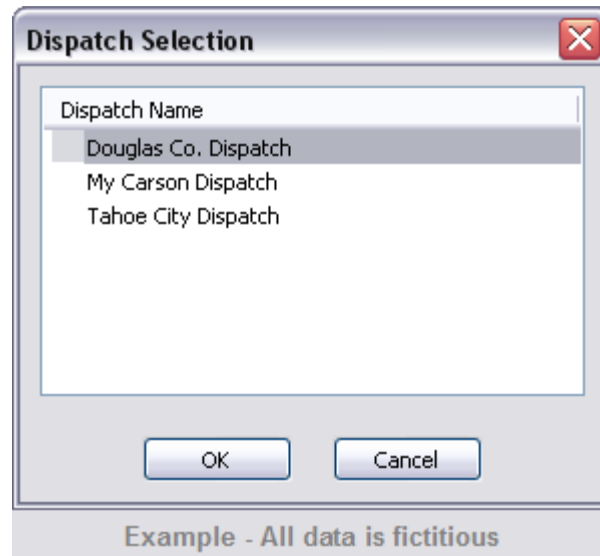 Dispatch Selection
Dispatch Name
Douglas Co. Dispatch
My Carson Dispatch
Tahoe City Dispatch
OK Cancel
Example - All data is fictitious